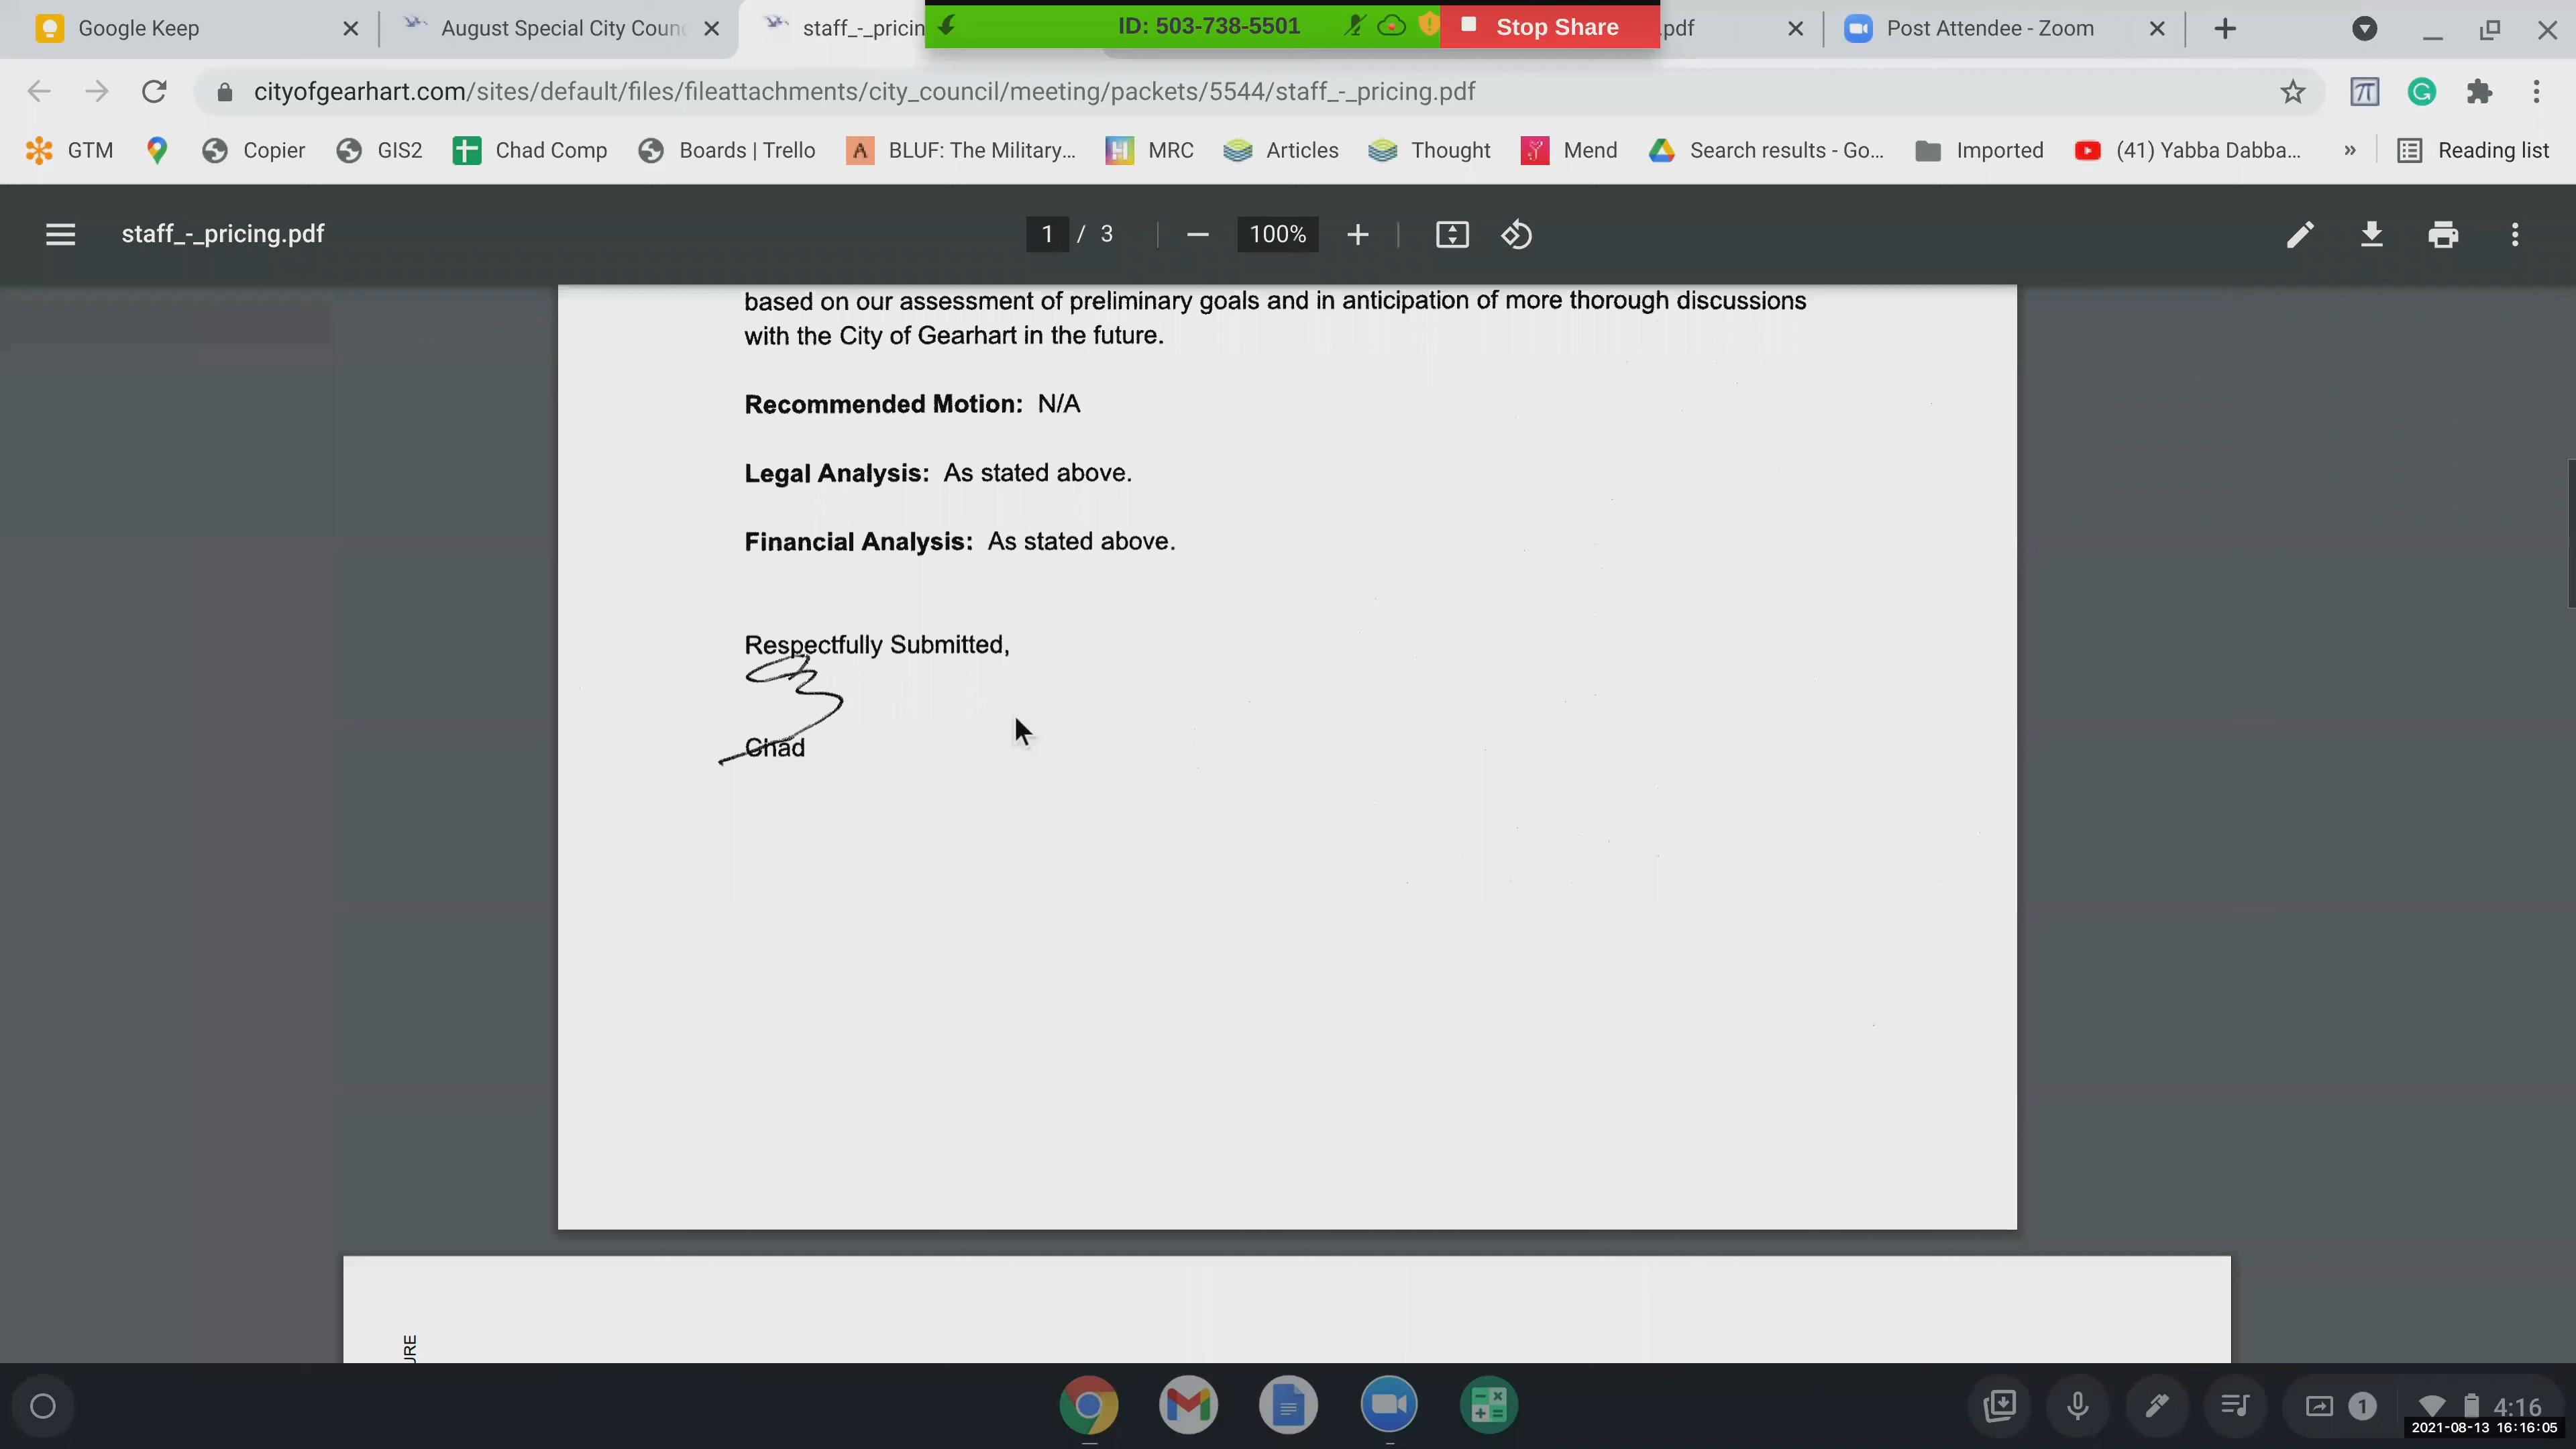 Google Keep
August Special City Counc
staff_-_pricin
ID: 503-738-5501
Stop Share
.pdf
Post Attendee - Zoom
cityofgearhart.com/sites/default/files/fileattachments/city_council/meeting/packets/5544/staff_-_pricing.pdf
GTM
Copier
GIS2
Chad Comp
Boards | Trello
A
BLUF: The Military...
H
MRC
Articles
Thought
Mend
Search results - Go...
Imported
(41) Yabba Dabba...
»
Reading list
staff_-_pricing.pdf
1 / 3
100%
based on our assessment of preliminary goals and in anticipation of more thorough discussions
with the City of Gearhart in the future.
Recommended Motion: N/A
Legal Analysis: As stated above.
Financial Analysis: As stated above.
Respectfully Submitted,
Chad
URE
1
4:16
2021-08-13 16:16:05